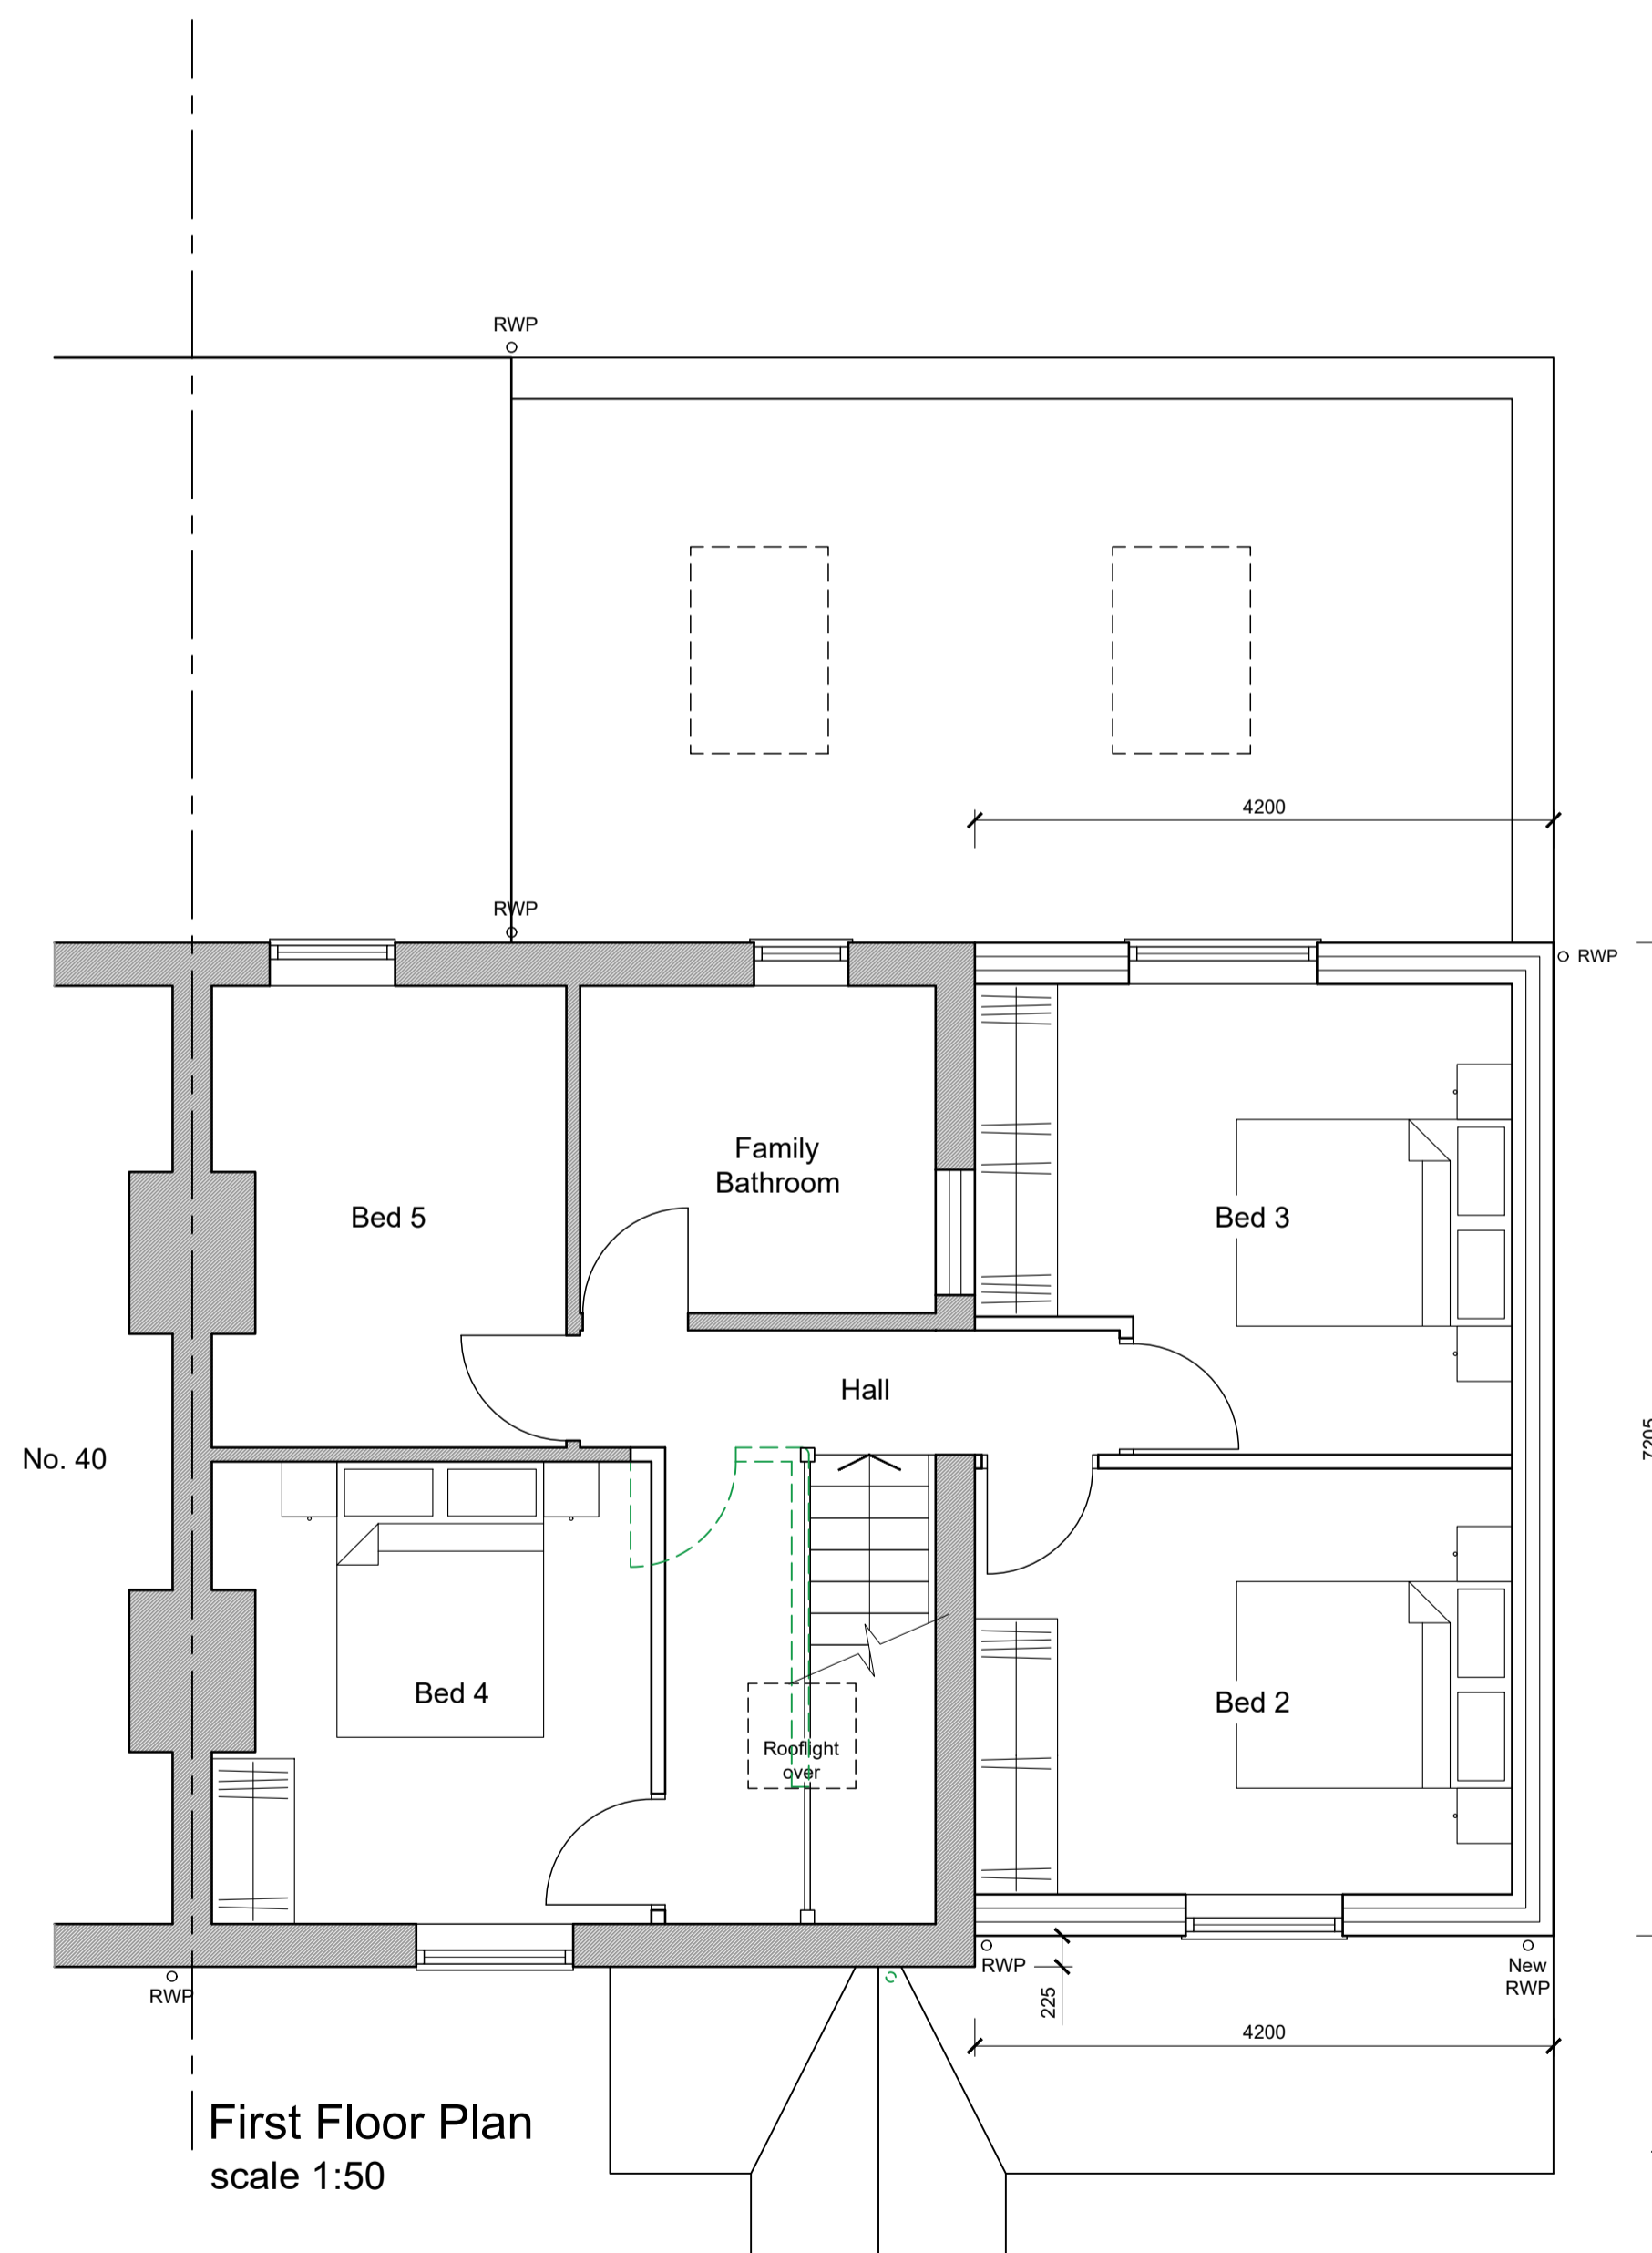 RWP
4200
RWP
RWP
Family
Bathroom
Bed 5
Bed 3
Hall
No. 40
7205
Bed 4
Bed 2
Rooflight
over
RWP
RWP
225
New
RWP
4200
First Floor Plan
scale 1:50